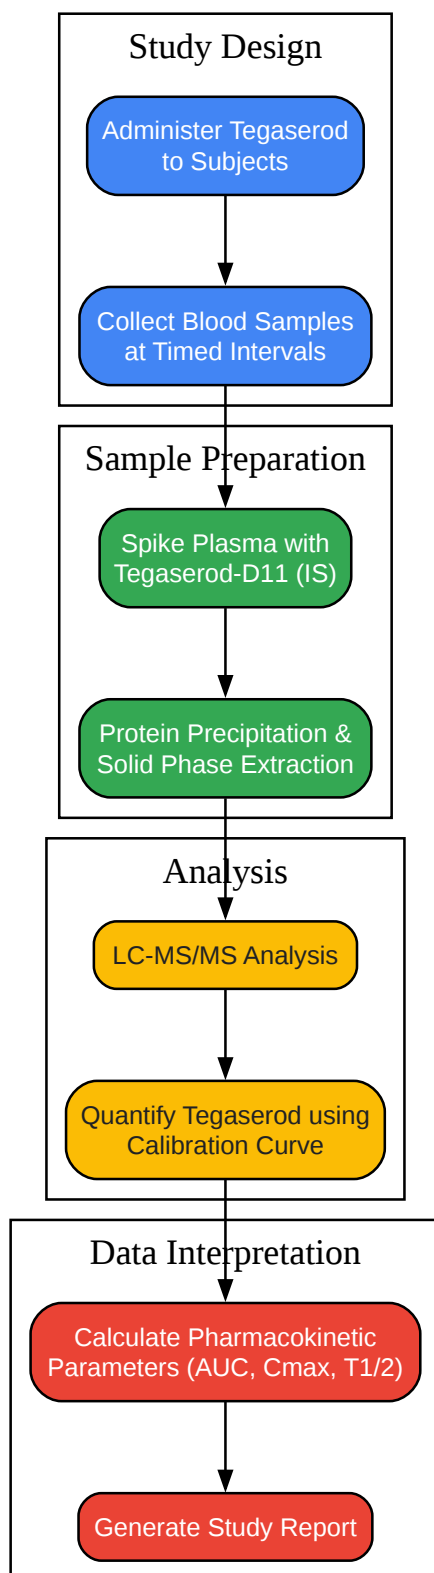 Study Design
Administer Tegaserod
to Subjects
Collect Blood Samples
at Timed Intervals
Sample Preparation
Spike Plasma with
Tegaserod-D11 (IS)
Protein Precipitation &
Solid Phase Extraction
Analysis
LC-MS/MS Analysis
Quantify Tegaserod using
Calibration Curve
Data Interpretation
Calculate Pharmacokinetic
Parameters (AUC, Cmax, T1/2)
Generate Study Report